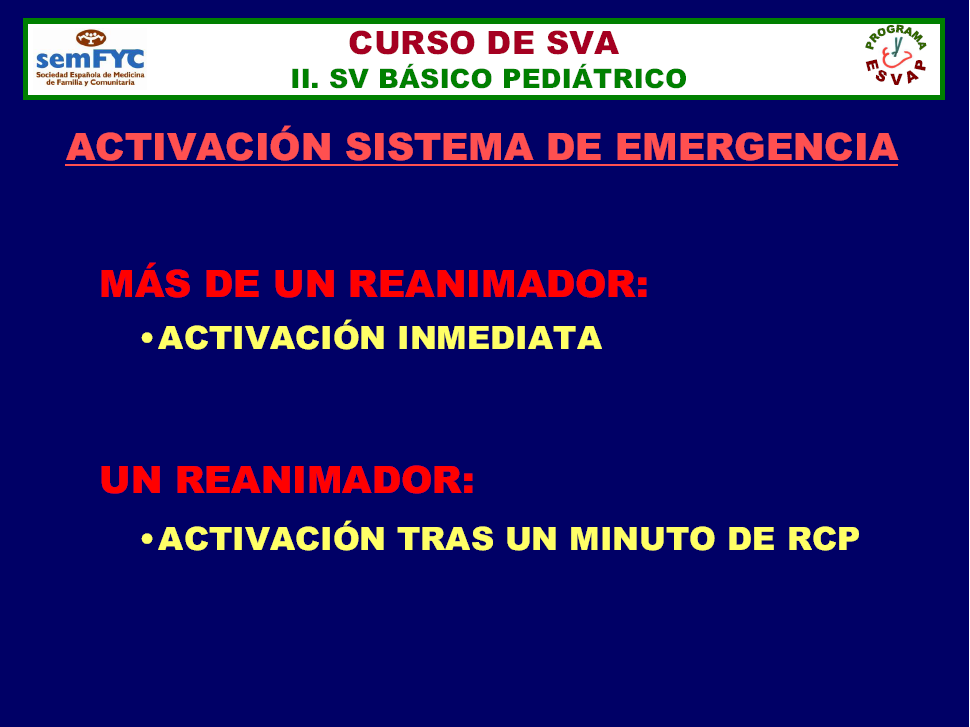 semFYC
Sociedad Española de Medicina
de Familia y Comunitaria
CURSO DE SVA
II. SV BÁSICO PEDIÁTRICO
PROGRAMA
ESVAP
ACTIVACIÓN SISTEMA DE EMERGENCIA
MÁS DE UN REANIMADOR:
•ACTIVACIÓN INMEDIATA
UN REANIMADOR:
•ACTIVACIÓN TRAS UN MINUTO DE RCP